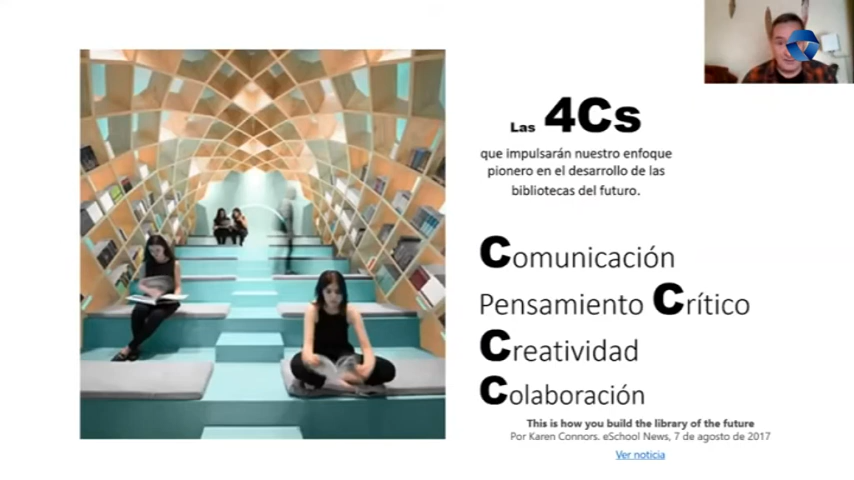 Las 4Cs
que impulsarán nuestro enfoque
pionero en el desarrollo de las
bibliotecas del futuro.
Comunicación
Pensamiento Crítico
Creatividad
Colaboración
This is how you build the library of the future
Por Karen Connors. eSchool News, 7 de agosto de 2017
Ver noticia